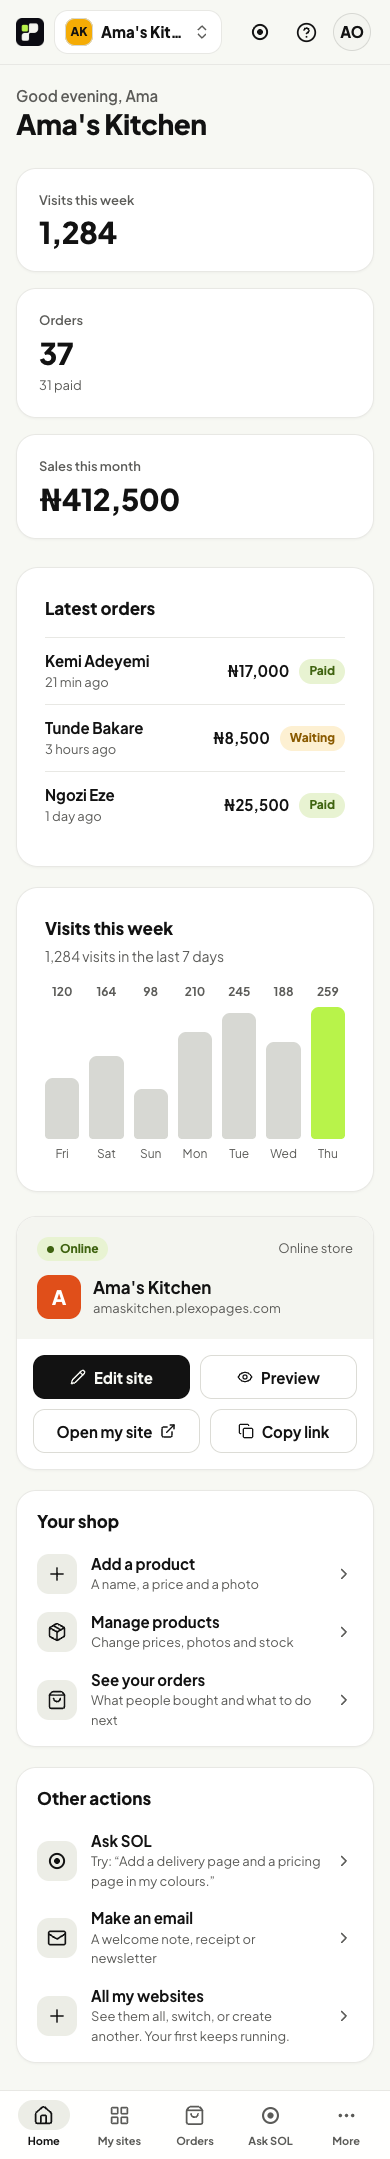 AK Ama's Kit... AO
Good evening, Ama
Ama's Kitchen
Visits this week
1,284
Orders
37
31 paid
Sales this month
₦412,500
Latest orders
Kemi Adeyemi
21 min ago
₦17,000 Paid
Tunde Bakare
3 hours ago
₦8,500 Waiting
Ngozi Eze
1 day ago
₦25,500 Paid
Visits this week
1,284 visits in the last 7 days
120 164 98 210 245 188 259
Fri Sat Sun Mon Tue Wed Thu
Online Online store
A
Ama's Kitchen
amaskitchen.plexopages.com
Edit site Preview
Open my site Copy link
Your shop
Add a product
A name, a price and a photo
Manage products
Change prices, photos and stock
See your orders
What people bought and what to do
next
Other actions
Ask SOL
Try: “Add a delivery page and a pricing
page in my colours.”
Make an email
A welcome note, receipt or
newsletter
All my websites
See them all, switch, or create
another. Your first keeps running.
Home My sites Orders Ask SOL More